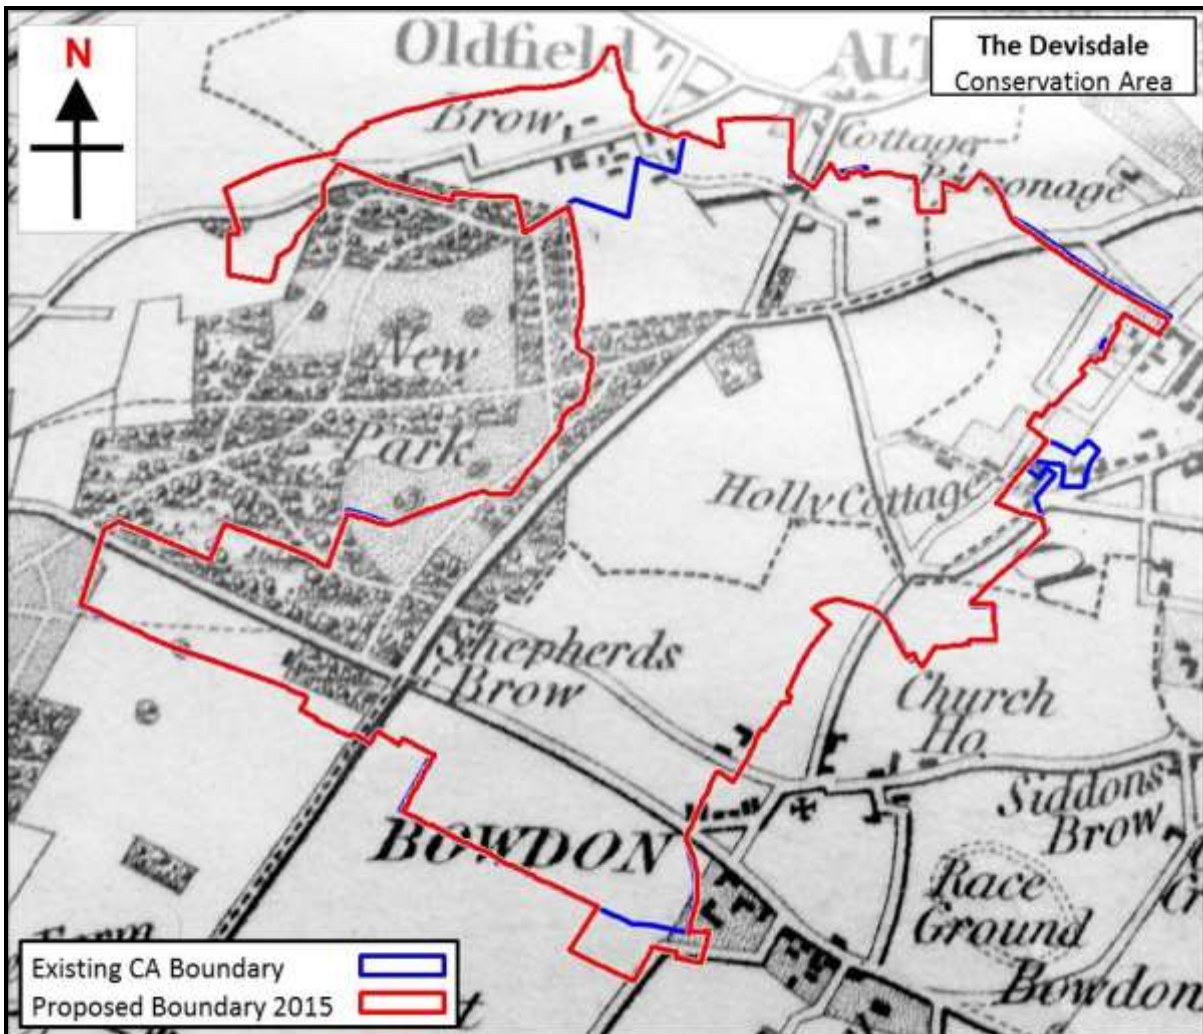 N
The Devisdale
Conservation Area
Oldfield
Brow
Cottage
Parsonage
New
Park
Holly Cottage
Shepherds
Brow
Church
Ho.
Siddons
Brow
BOWDON
Race
Ground
Bowdon
Farm
Existing CA Boundary
Proposed Boundary 2015